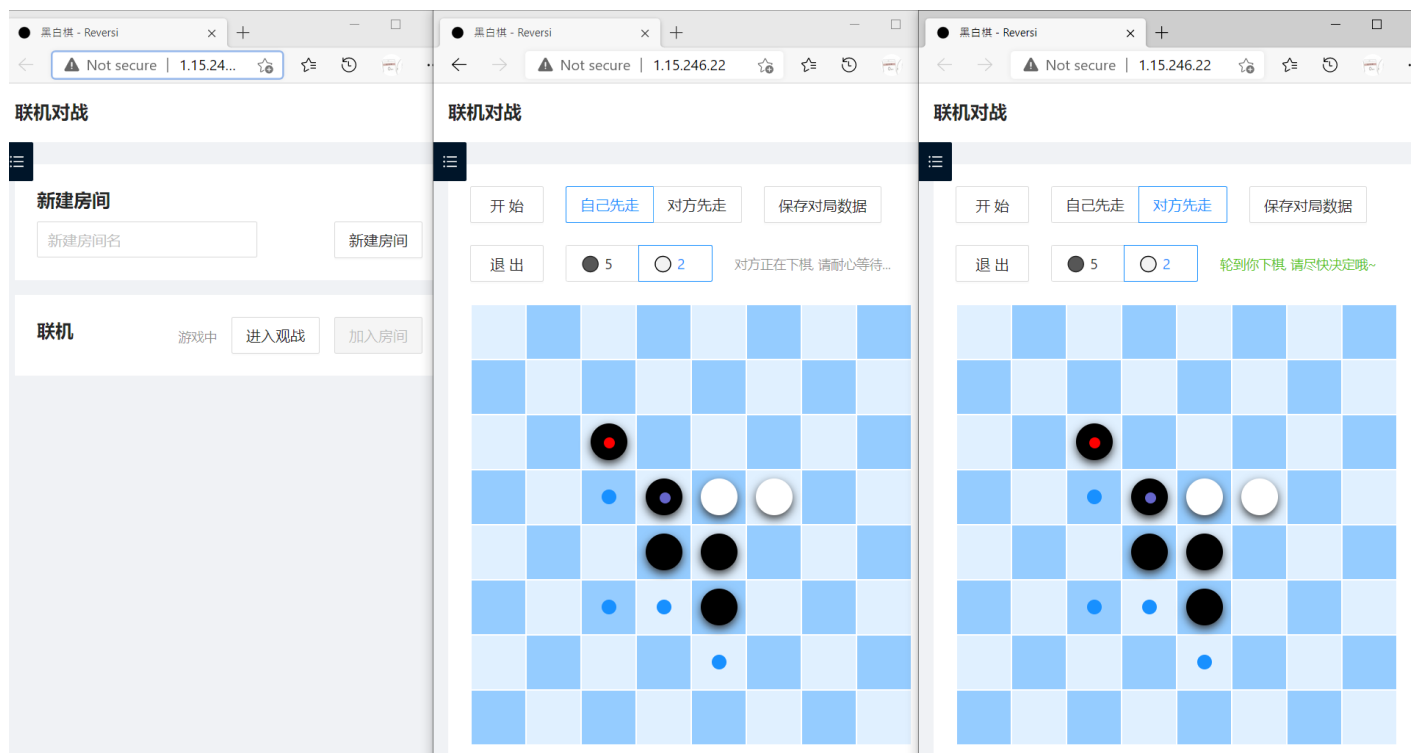 黑白棋 - Reversi
Not secure | 1.15.24...
联机对战
新建房间
新建房间名
新建房间
联机
游戏中
进入观战
加入房间
黑白棋 - Reversi
Not secure | 1.15.246.22
联机对战
开 始
自己先走
对方先走
保存对局数据
退 出
5
2
对方正在下棋, 请耐心等待...
黑白棋 - Reversi
Not secure | 1.15.246.22
联机对战
开 始
自己先走
对方先走
保存对局数据
退 出
5
2
轮到你下棋, 请尽快决定哦~